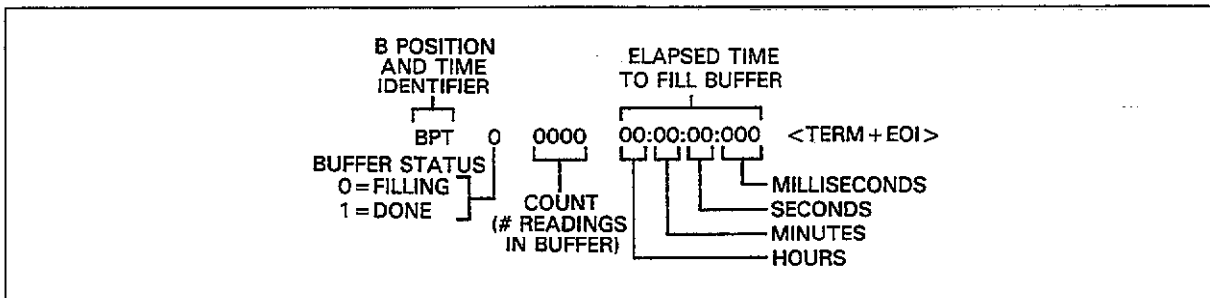 B POSITION
AND TIME
IDENTIFIER
ELAPSED TIME
TO FILL BUFFER
BPT 0 0000 00:00:00:000 <TERM+EOI>
BUFFER STATUS
0=FILLING
1=DONE
COUNT
(# READINGS
IN BUFFER)
MILLISECONDS
SECONDS
MINUTES
HOURS